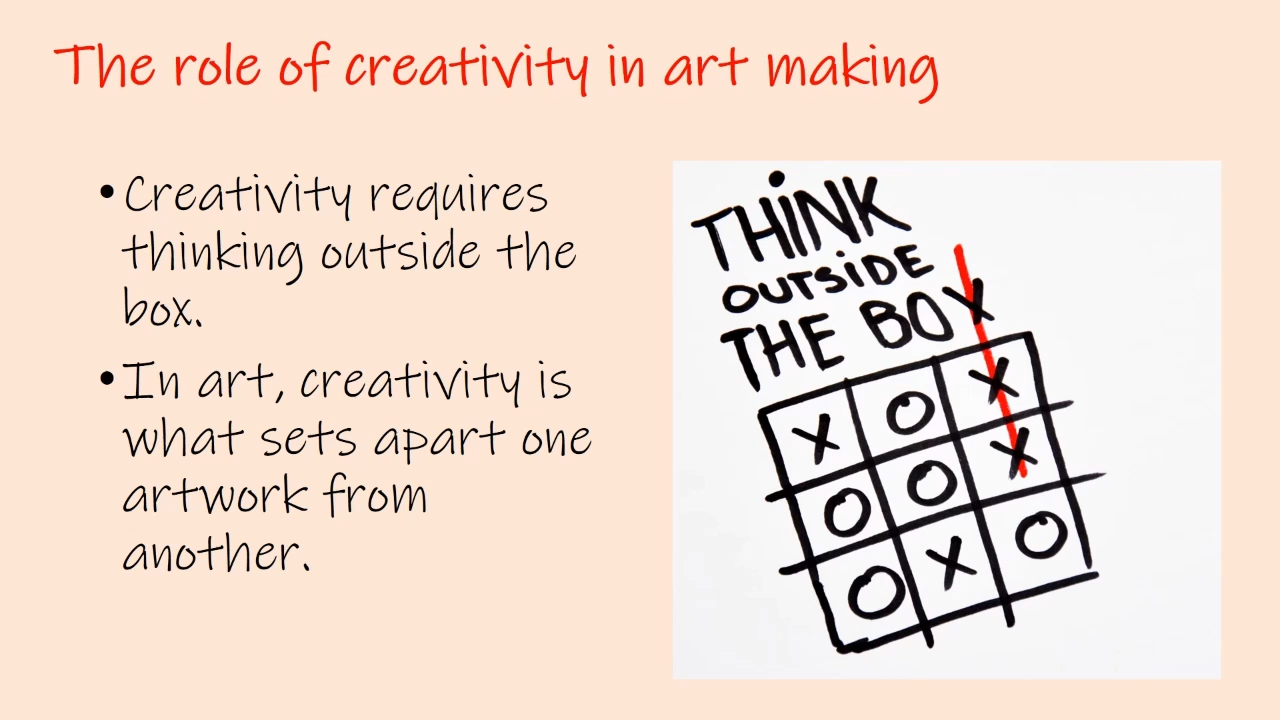 The role of creativity in art making
•Creativity requires
thinking outside the
box.
•In art, creativity is
what sets apart one
artwork from
another.
THiNK
OUTSiDE
THE BOX
X O X
O O X
O X O